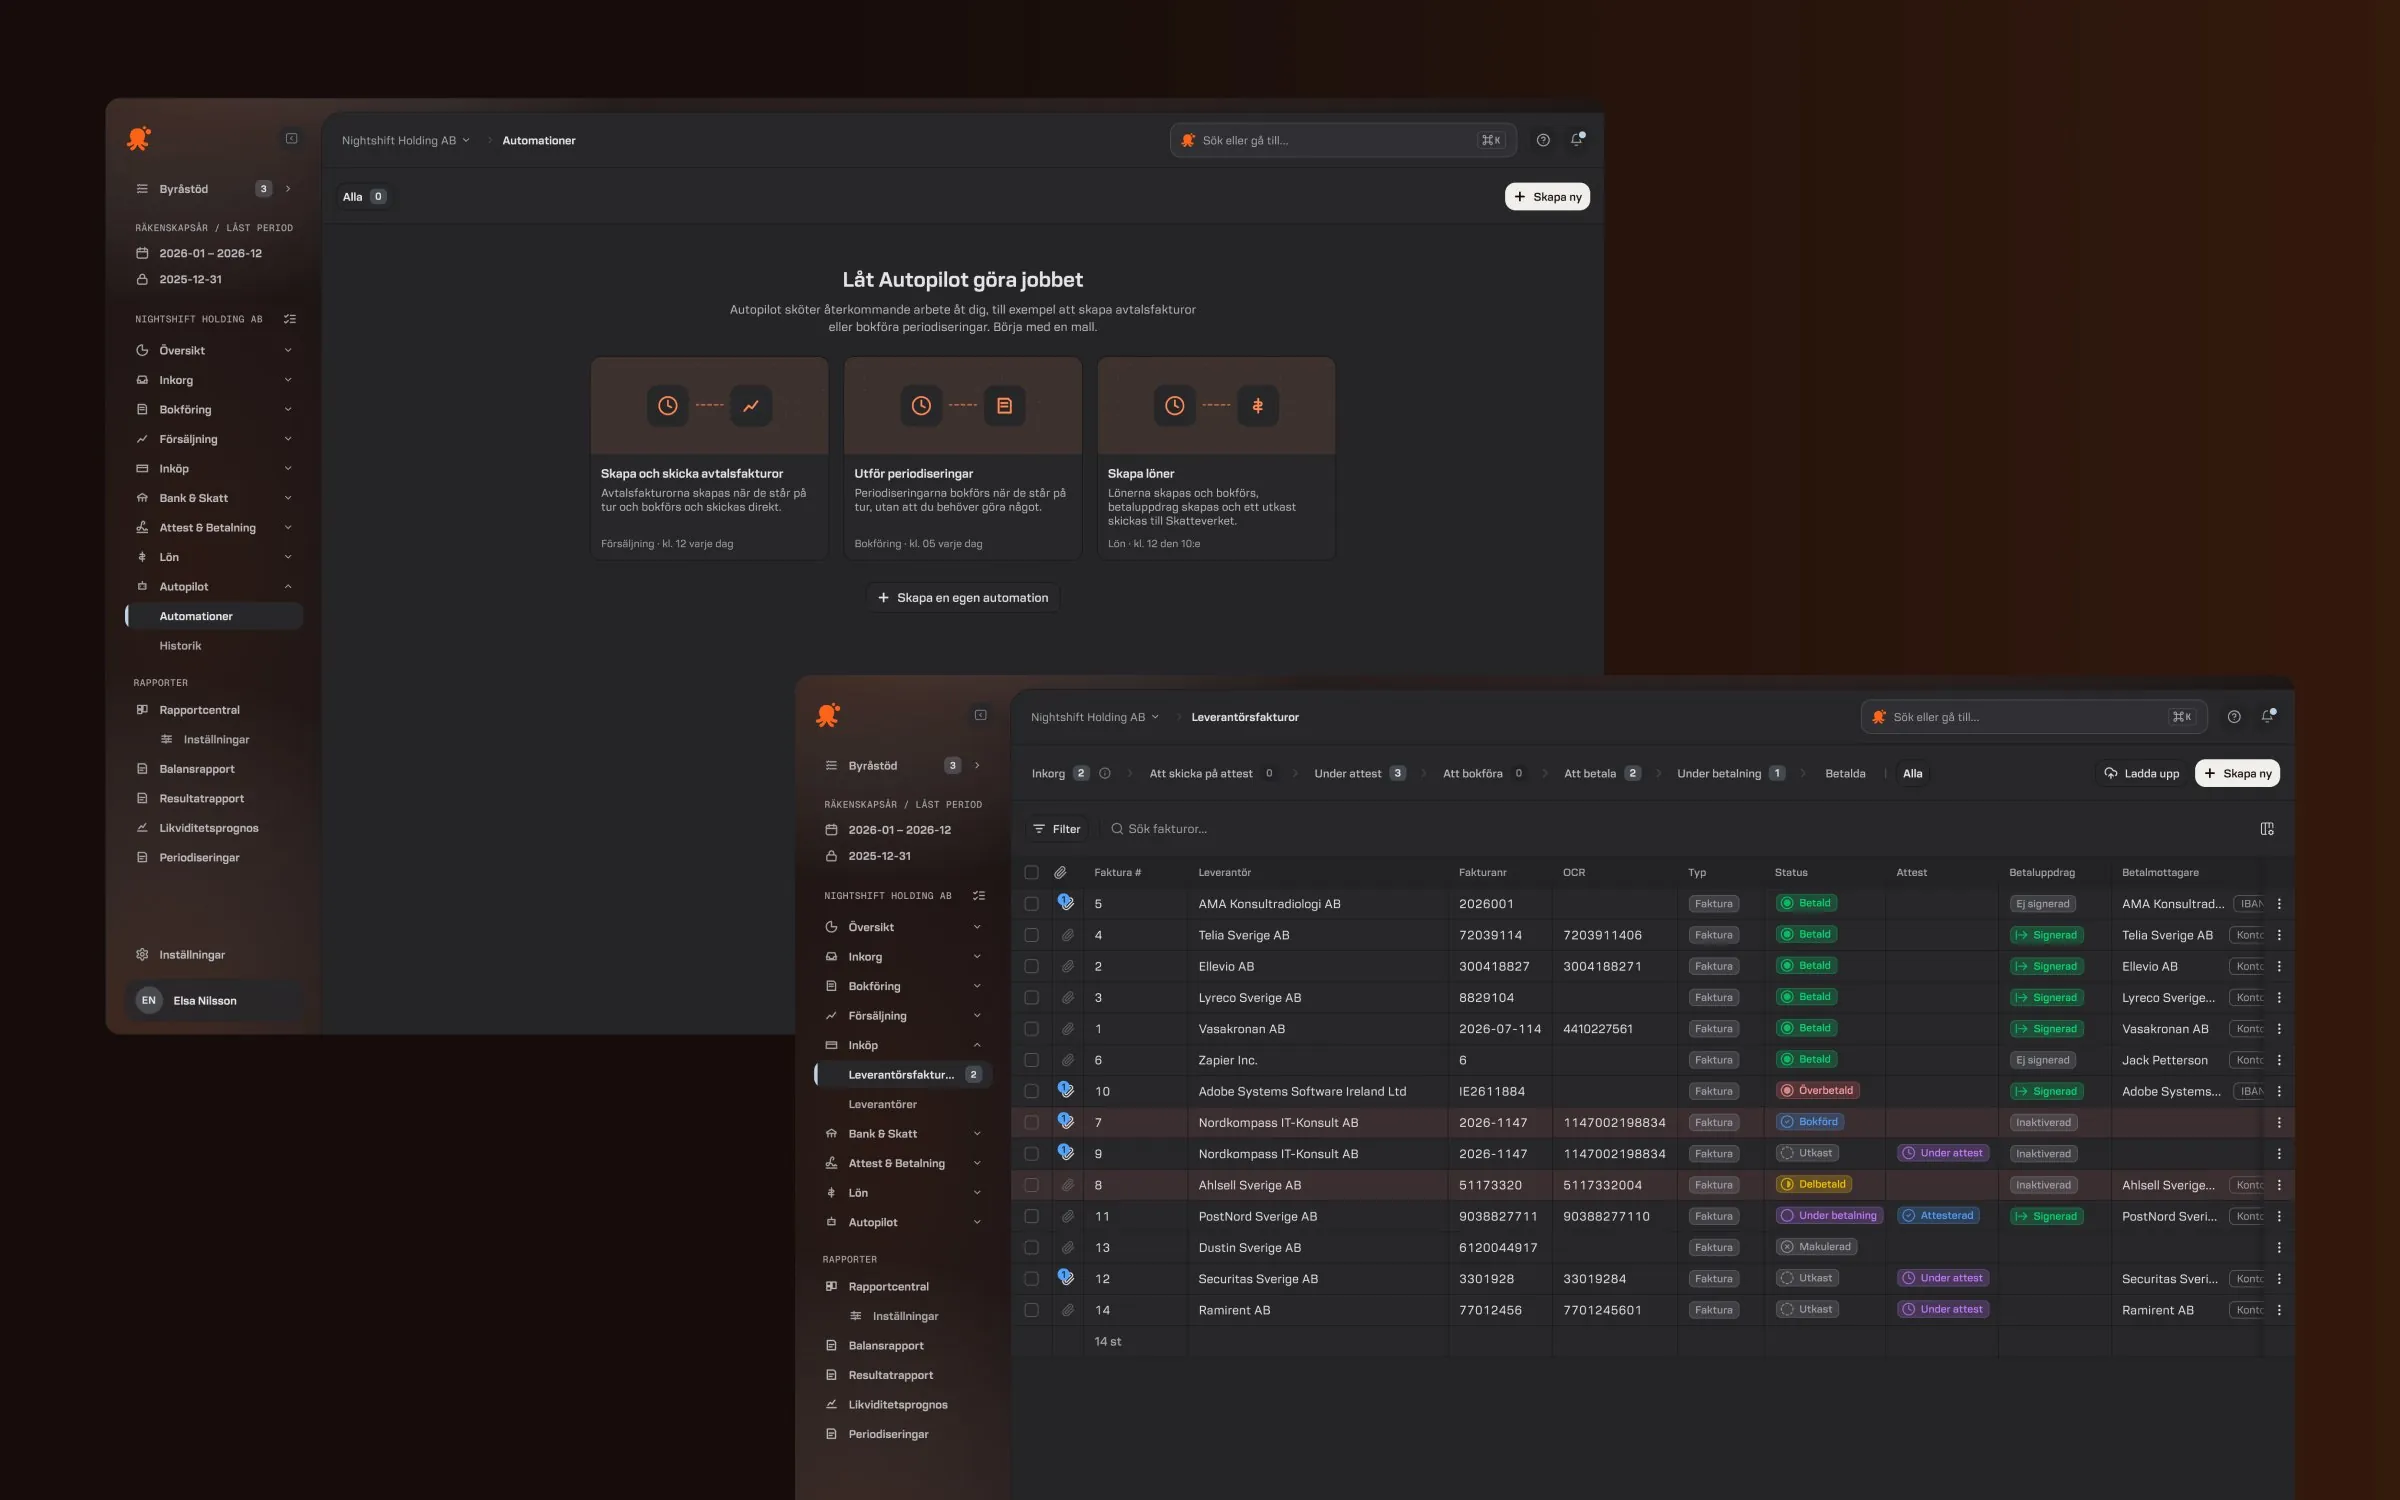 Nightshift Holding AB
Automationer
Sök eller gå till...
⌘K
Byråstöd 3
Alla 0
Skapa ny
RÄKENSKAPSÅR / LÅST PERIOD
2026-01 – 2026-12
2025-12-31
NIGHTSHIFT HOLDING AB
Översikt
Inkorg
Bokföring
Försäljning
Inköp
Bank & Skatt
Attest & Betalning
Lön
Autopilot
Automationer
Historik
RAPPORTER
Rapportcentral
Inställningar
Balansrapport
Resultatrapport
Likviditetsprognos
Periodiseringar
Inställningar
EN Elsa Nilsson
Låt Autopilot göra jobbet
Autopilot sköter återkommande arbete åt dig, till exempel att skapa avtalsfakturor
eller bokföra periodiseringar. Börja med en mall.
Skapa och skicka avtalsfakturor
Avtalsfakturorna skapas när de står på
tur och bokförs och skickas direkt.
Försäljning · kl. 12 varje dag
Utför periodiseringar
Periodiseringarna bokförs när de står på
tur, utan att du behöver göra något.
Bokföring · kl. 05 varje dag
Skapa löner
Lönerna skapas och bokförs,
betaluppdrag skapas och ett utkast
skickas till Skatteverket.
Lön · kl. 12 den 10:e
Skapa en egen automation
Nightshift Holding AB
Leverantörsfakturor
Sök eller gå till...
⌘K
Byråstöd 3
RÄKENSKAPSÅR / LÅST PERIOD
2026-01 – 2026-12
2025-12-31
NIGHTSHIFT HOLDING AB
Översikt
Inkorg
Bokföring
Försäljning
Inköp
Leverantörsfaktur... 2
Leverantörer
Bank & Skatt
Attest & Betalning
Lön
Autopilot
RAPPORTER
Rapportcentral
Inställningar
Balansrapport
Resultatrapport
Likviditetsprognos
Periodiseringar
Inkorg 2 Att skicka på attest 0 Under attest 3 Att bokföra 0 Att betala 2 Under betalning 1 Betalda Alla
Ladda upp
Skapa ny
Filter
Sök fakturor...
Faktura # Leverantör Fakturanr OCR Typ Status Attest Betaluppdrag Betalmottagare
1 5 AMA Konsultradiologi AB 2026001 Faktura Betald Ej signerad AMA Konsultrad... IBAN
4 Telia Sverige AB 72039114 7203911406 Faktura Betald Signerad Telia Sverige AB Kontc
2 Ellevio AB 300418827 3004188271 Faktura Betald Signerad Ellevio AB Kontc
3 Lyreco Sverige AB 8829104 Faktura Betald Signerad Lyreco Sverige... Kontc
1 Vasakronan AB 2026-07-114 4410227561 Faktura Betald Signerad Vasakronan AB Kontc
6 Zapier Inc. 6 Faktura Betald Ej signerad Jack Petterson Kontc
1 10 Adobe Systems Software Ireland Ltd IE2611884 Faktura Överbetald Signerad Adobe Systems... IBAN
1 7 Nordkompass IT-Konsult AB 2026-1147 1147002198834 Faktura Bokförd Inaktiverad
1 9 Nordkompass IT-Konsult AB 2026-1147 1147002198834 Faktura Utkast Under attest Inaktiverad
8 Ahlsell Sverige AB 51173320 5117332004 Faktura Delbetald Inaktiverad Ahlsell Sverige... Kontc
11 PostNord Sverige AB 9038827711 90388277110 Faktura Under betalning Attesterad Signerad PostNord Sveri... Kontc
13 Dustin Sverige AB 6120044917 Faktura Makulerad
1 12 Securitas Sverige AB 3301928 33019284 Faktura Utkast Under attest Securitas Sveri... Kontc
14 Ramirent AB 77012456 7701245601 Faktura Utkast Under attest Ramirent AB Kontc
14 st